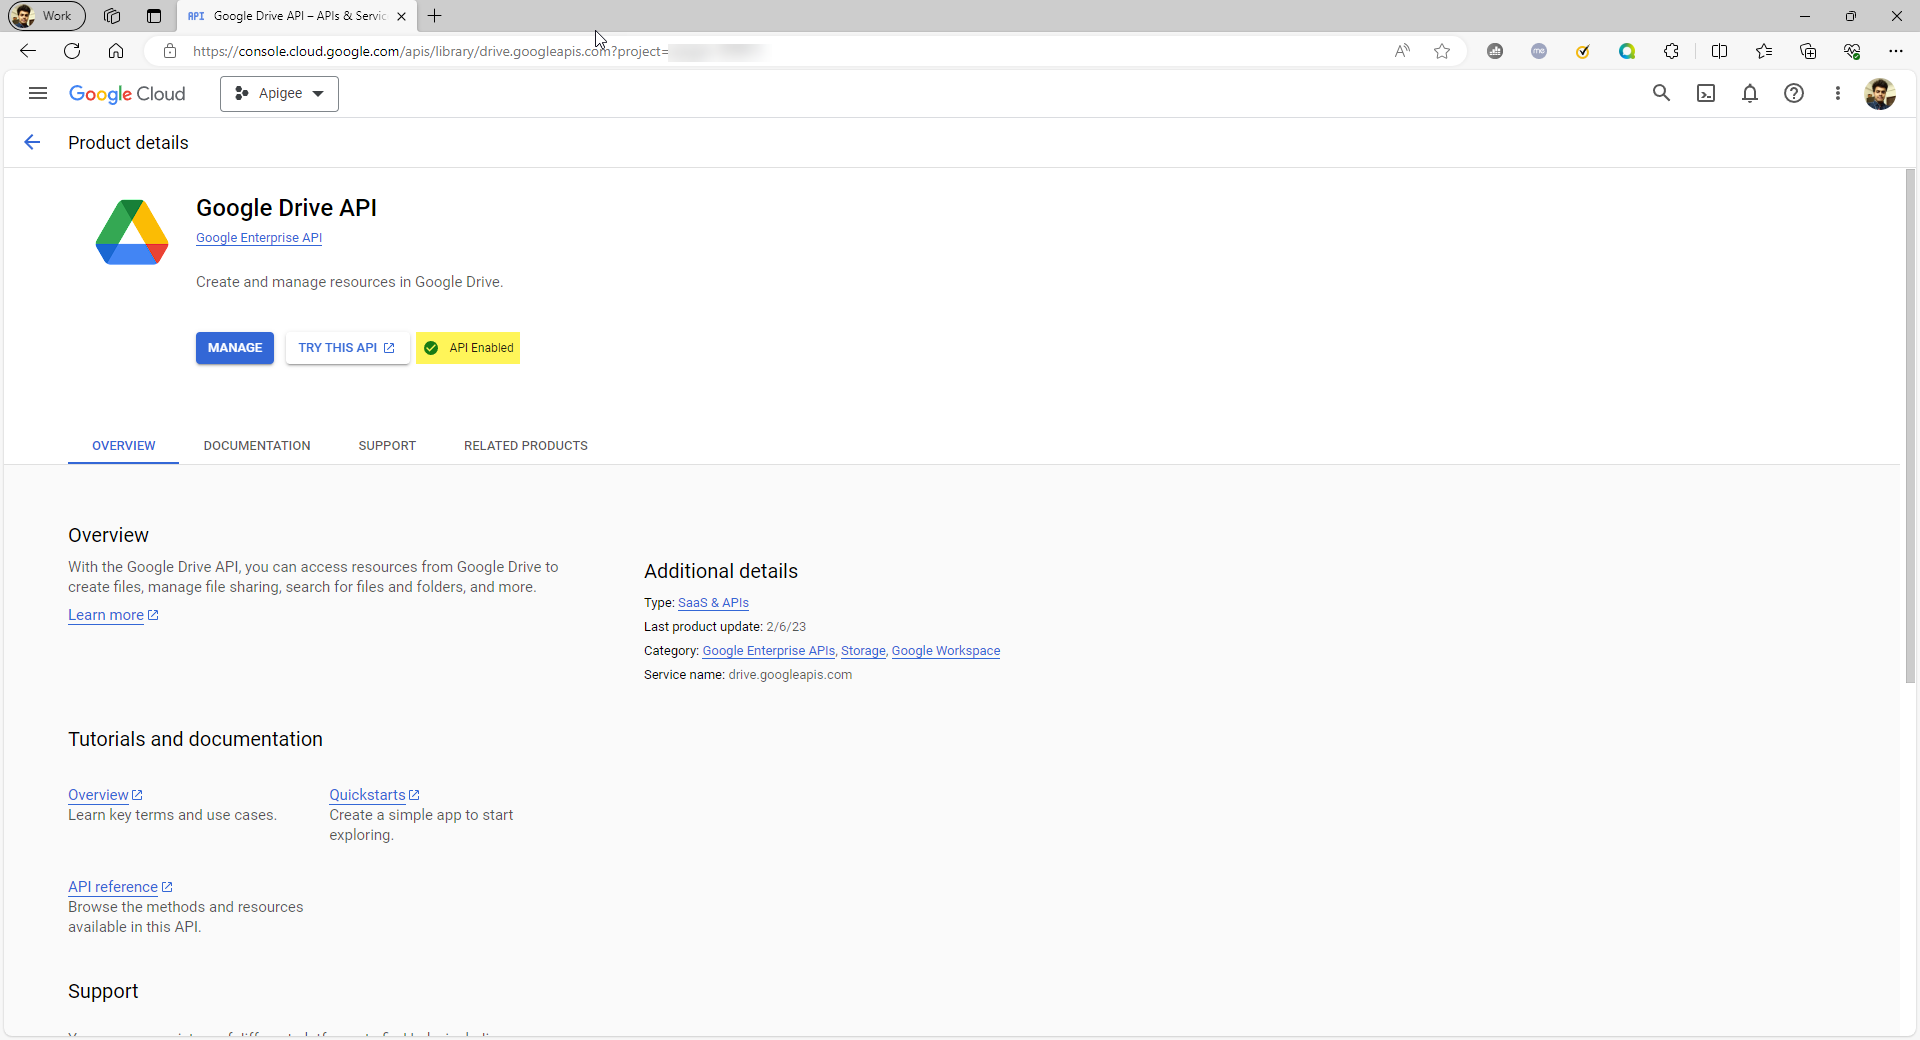 Work
API Google Drive API – APIs & Servic
https://console.cloud.google.com/apis/library/drive.googleapis.com?project=
Google Cloud
Apigee
Product details
Google Drive API
Google Enterprise API
Create and manage resources in Google Drive.
MANAGE
TRY THIS API
API Enabled
OVERVIEW
DOCUMENTATION
SUPPORT
RELATED PRODUCTS
Overview
With the Google Drive API, you can access resources from Google Drive to
create files, manage file sharing, search for files and folders, and more.
Learn more
Additional details
Type: SaaS & APIs
Last product update: 2/6/23
Category: Google Enterprise APIs, Storage, Google Workspace
Service name: drive.googleapis.com
Tutorials and documentation
Overview
Learn key terms and use cases.
Quickstarts
Create a simple app to start
exploring.
API reference
Browse the methods and resources
available in this API.
Support